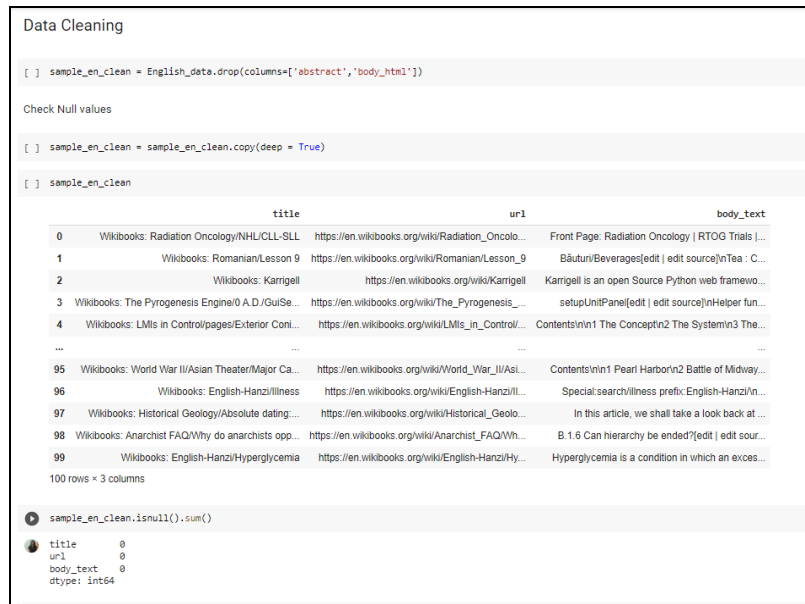 Data Cleaning
[ ] sample_en_clean = English_data.drop(columns=['abstract','body_html'])
Check Null values
[ ] sample_en_clean = sample_en_clean.copy(deep = True)
[ ] sample_en_clean
title url body_text
0 Wikibooks: Radiation Oncology/NHL/CLL-SLL https://en.wikibooks.org/wiki/Radiation_Oncolo... Front Page: Radiation Oncology | RTOG Trials |...
1 Wikibooks: Romanian/Lesson 9 https://en.wikibooks.org/wiki/Romanian/Lesson_9 Băuturi/Beverages[edit | edit source]\nTea : C...
2 Wikibooks: Karrigell https://en.wikibooks.org/wiki/Karrigell Karrigell is an open Source Python web framewo...
3 Wikibooks: The Pyrogenesis Engine/0 A.D./GuiSe... https://en.wikibooks.org/wiki/The_Pyrogenesis_... setupUnitPanel[edit | edit source]\nHelper fun...
4 Wikibooks: LMIs in Control/pages/Exterior Coni... https://en.wikibooks.org/wiki/LMIs_in_Control/... Contents\n\n1 The Concept\n2 The System\n3 The...
... ... ... ...
95 Wikibooks: World War II/Asian Theater/Major Ca... https://en.wikibooks.org/wiki/World_War_II/Asi... Contents\n\n1 Pearl Harbor\n2 Battle of Midway...
96 Wikibooks: English-Hanzi/Illness https://en.wikibooks.org/wiki/English-Hanzi/Il... Special:search/illness prefix:English-Hanzi/\n...
97 Wikibooks: Historical Geology/Absolute dating:... https://en.wikibooks.org/wiki/Historical_Geolo... In this article, we shall take a look back at ...
98 Wikibooks: Anarchist FAQ/Why do anarchists opp... https://en.wikibooks.org/wiki/Anarchist_FAQ/Wh... B.1.6 Can hierarchy be ended?[edit | edit sour...
99 Wikibooks: English-Hanzi/Hyperglycemia https://en.wikibooks.org/wiki/English-Hanzi/Hy... Hyperglycemia is a condition in which an exces...
100 rows × 3 columns
sample_en_clean.isnull().sum()
title 0
url 0
body_text 0
dtype: int64